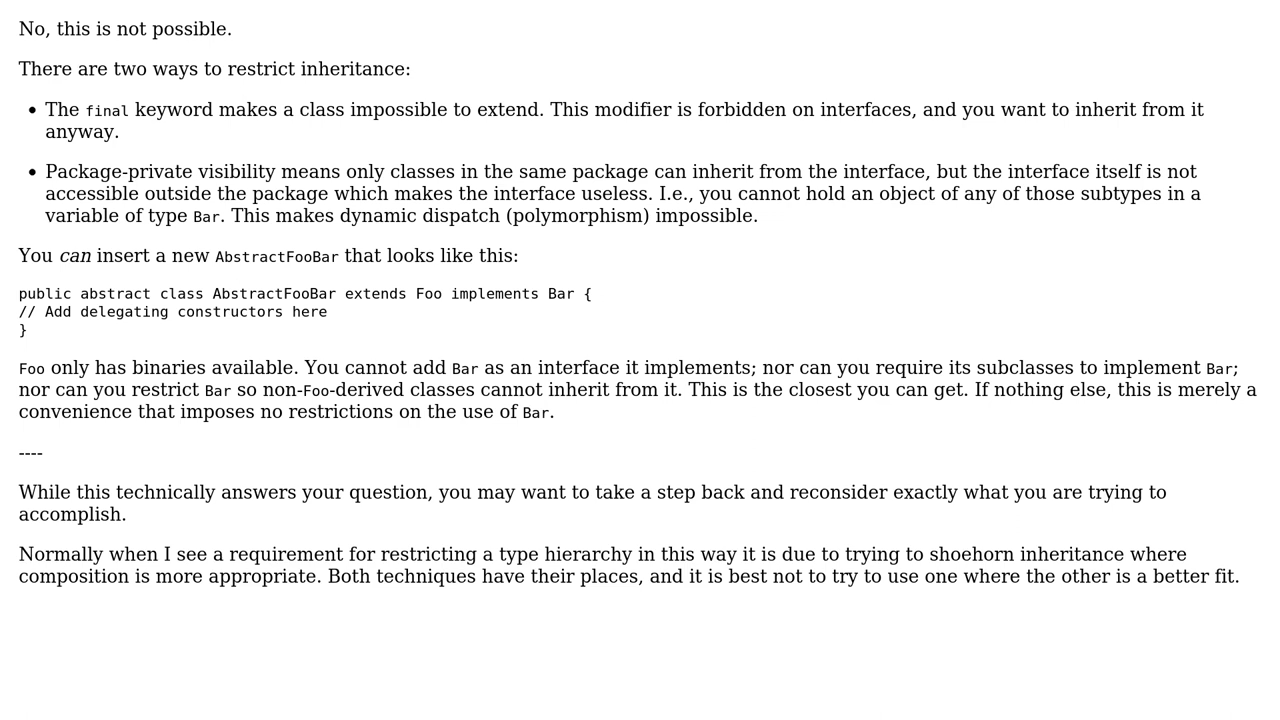 No, this is not possible.
There are two ways to restrict inheritance:
• The final keyword makes a class impossible to extend. This modifier is forbidden on interfaces, and you want to inherit from it
anyway.
• Package-private visibility means only classes in the same package can inherit from the interface, but the interface itself is not
accessible outside the package which makes the interface useless. I.e., you cannot hold an object of any of those subtypes in a
variable of type Bar. This makes dynamic dispatch (polymorphism) impossible.
You can insert a new AbstractFooBar that looks like this:
public abstract class AbstractFooBar extends Foo implements Bar {
// Add delegating constructors here
}
Foo only has binaries available. You cannot add Bar as an interface it implements; nor can you require its subclasses to implement Bar;
nor can you restrict Bar so non-Foo-derived classes cannot inherit from it. This is the closest you can get. If nothing else, this is merely a
convenience that imposes no restrictions on the use of Bar.
----
While this technically answers your question, you may want to take a step back and reconsider exactly what you are trying to
accomplish.
Normally when I see a requirement for restricting a type hierarchy in this way it is due to trying to shoehorn inheritance where
composition is more appropriate. Both techniques have their places, and it is best not to try to use one where the other is a better fit.